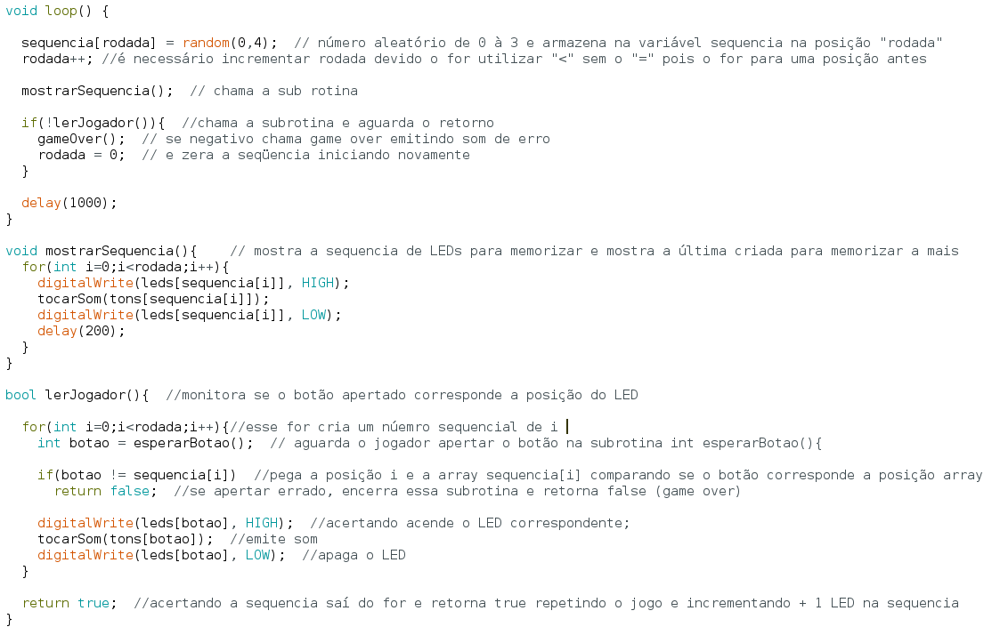 void loop() {
sequencia[rodada] = random(0,4);  // número aleatório de 0 à 3 e armazena na variável sequencia na posição "rodada"
rodada++; //é necessário incrementar rodada devido o for utilizar "<" sem o "=" pois o for para uma posição antes
mostrarSequencia();  // chama a sub rotina
if(!lerJogador()){  //chama a subrotina e aguarda o retorno
gameOver();  // se negativo chama game over emitindo som de erro
rodada = 0;  // e zera a seqüencia iniciando novamente
}
delay(1000);
}
void mostrarSequencia(){    // mostra a sequencia de LEDs para memorizar e mostra a última criada para memorizar a mais
for(int i=0;i<rodada;i++){
digitalWrite(leds[sequencia[i]], HIGH);
tocarSom(tons[sequencia[i]]);
digitalWrite(leds[sequencia[i]], LOW);
delay(200);
}
}
bool lerJogador(){  //monitora se o botão apertado corresponde a posição do LED
for(int i=0;i<rodada;i++){//esse for cria um núemro sequencial de i
int botao = esperarBotao();  // aguarda o jogador apertar o botão na subrotina int esperarBotao(){
if(botao != sequencia[i])  //pega a posição i e a array sequencia[i] comparando se o botão corresponde a posição array
return false;  //se apertar errado, encerra essa subrotina e retorna false (game over)
digitalWrite(leds[botao], HIGH);  //acertando acende o LED correspondente;
tocarSom(tons[botao]);  //emite som
digitalWrite(leds[botao], LOW);  //apaga o LED
}
return true;  //acertando a sequencia saí do for e retorna true repetindo o jogo e incrementando + 1 LED na sequencia
}